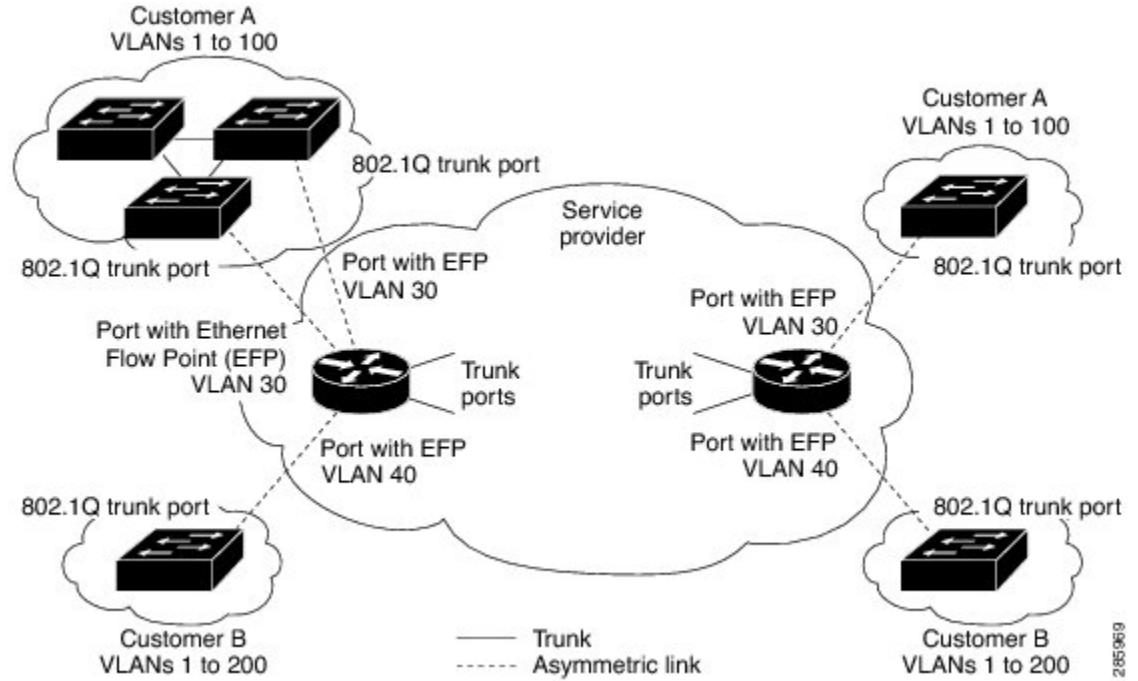 Customer A
VLANs 1 to 100
Customer A
VLANs 1 to 100
802.1Q trunk port
Service
provider
802.1Q trunk port
802.1Q trunk port
Port with EFP
VLAN 30
Port with EFP
VLAN 30
Port with Ethernet
Flow Point (EFP)
VLAN 30
Trunk
ports
Trunk
ports
Port with EFP
VLAN 40
Port with EFP
VLAN 40
802.1Q trunk port
802.1Q trunk port
Customer B
VLANs 1 to 200
Trunk
Asymmetric link
Customer B
VLANs 1 to 200
285969